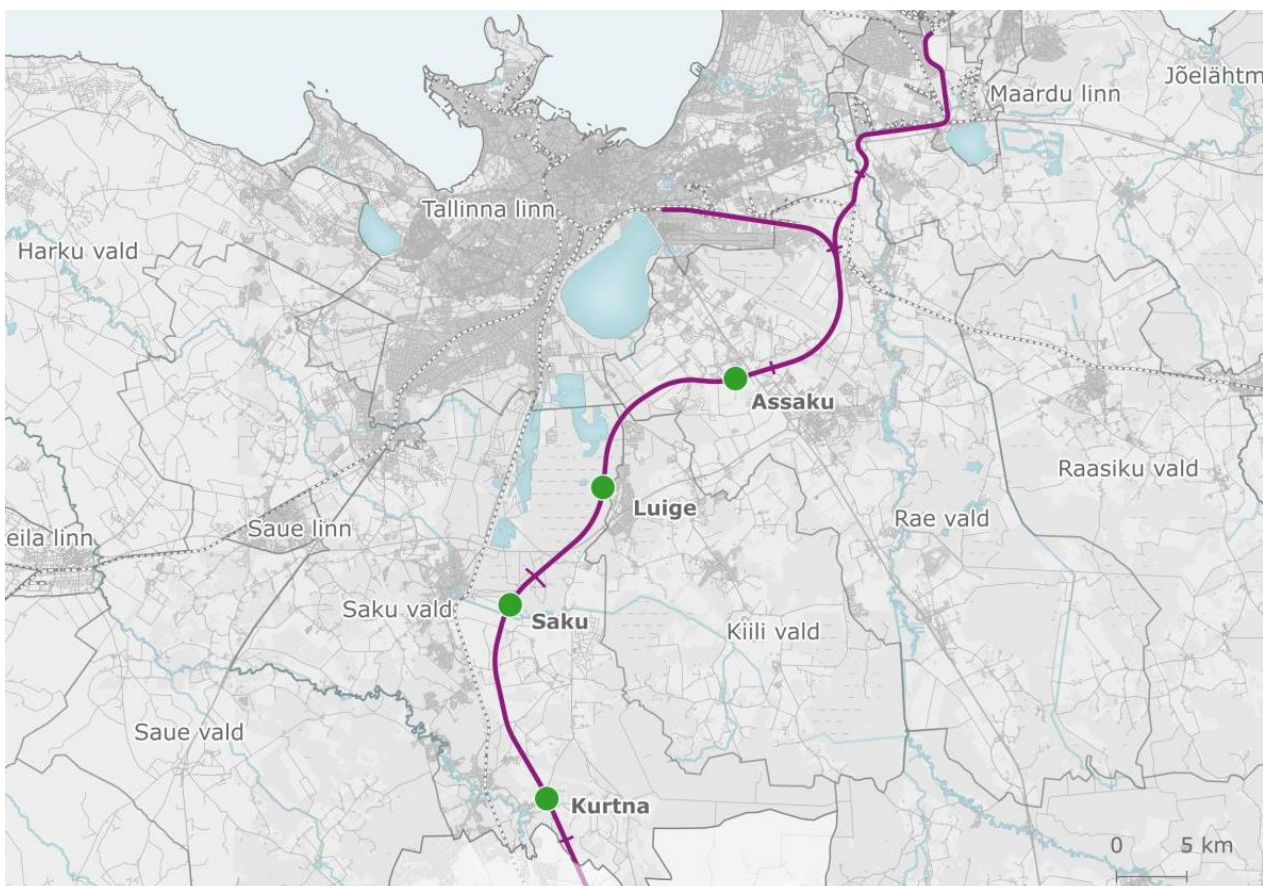 Jõelähtm
Maardu linn
Tallinna linn
Harku vald
Assaku
Raasiku vald
Luige
Rae vald
Saue linn
eila linn
Saku vald
Saku
Kiili vald
Saue vald
Kurtna
0 5 km